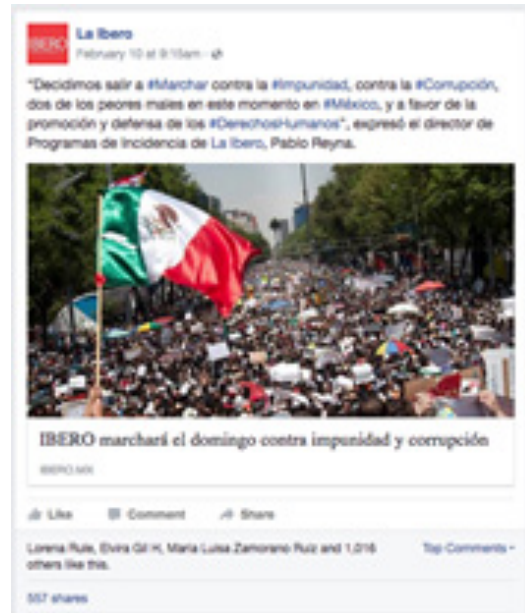 IBERO
La Ibero
February 10 at 9:15am ·
"Decidimos salir a #Marchar contra la #Impunidad, contra la #Corrupción,
dos de los peores males en este momento en #México, y a favor de la
promoción y defensa de los #DerechosHumanos", expresó el director de
Programas de Incidencia de La Ibero, Pablo Reyna.
IBERO marchará el domingo contra impunidad y corrupción
IBERO.MX
Like Comment Share
Lorena Rule, Elvira Gil H, Maria Luisa Zamorano Ruiz and 1,016 Top Comments
others like this.
557 shares